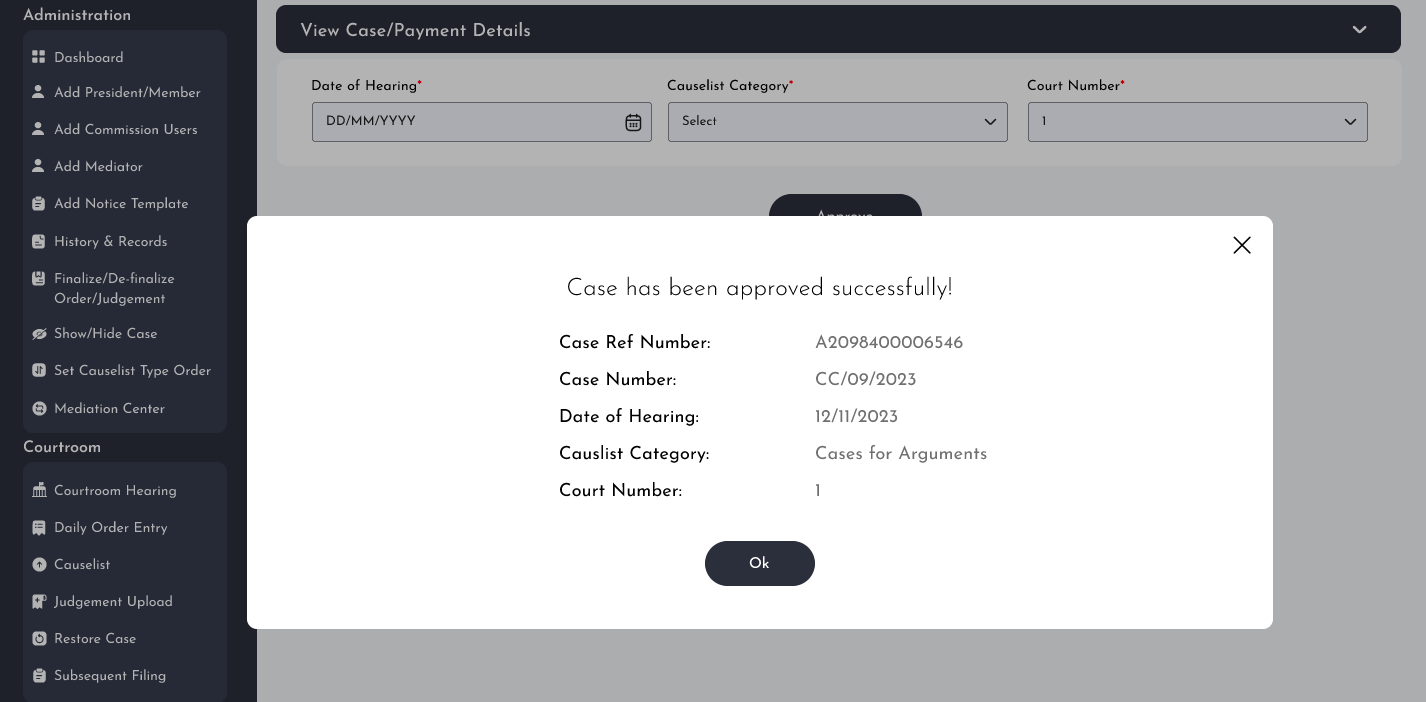 Administration
Dashboard
Add President/Member
Add Commission Users
Add Mediator
Add Notice Template
History & Records
Finalize/De-finalize
Order/Judgement
Show/Hide Case
Set Causelist Type Order
Mediation Center
Courtroom
Courtroom Hearing
Daily Order Entry
Causelist
Judgement Upload
Restore Case
Subsequent Filing
View Case/Payment Details
Date of Hearing* Causelist Category* Court Number*
DD/MM/YYYY Select 1
Approve
Case has been approved successfully!
Case Ref Number: A2098400006546
Case Number: CC/09/2023
Date of Hearing: 12/11/2023
Causlist Category: Cases for Arguments
Court Number: 1
Ok